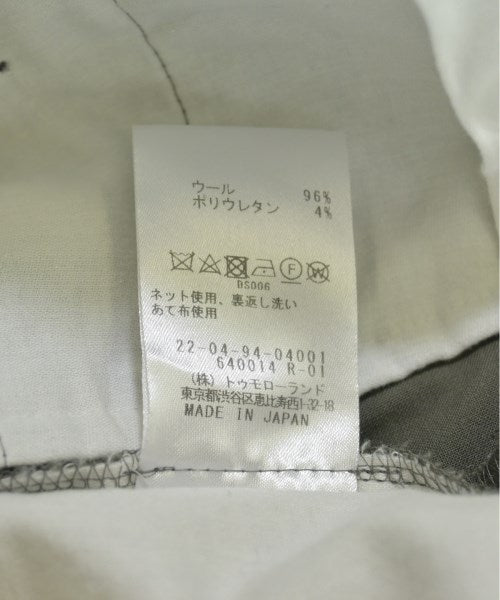 ウール 96%
ポリウレタン 4%
DS006
ネット使用、裏返し洗い
あて布使用
22-04-94-04001
640014 R-01
(株) トゥモローランド
東京都渋谷区恵比寿西1-32-18
MADE IN JAPAN